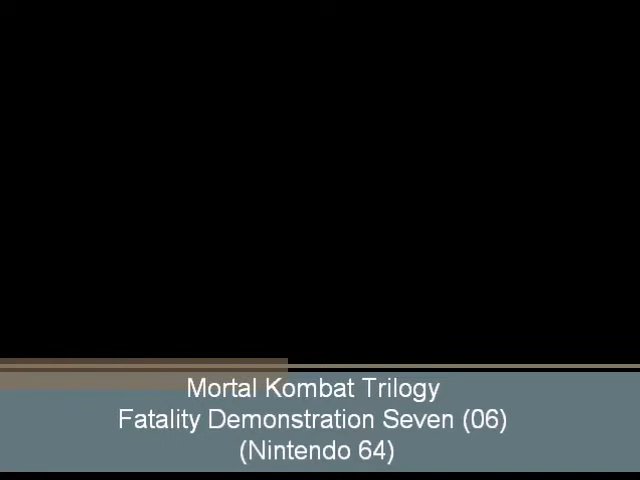 Mortal Kombat Trilogy
Fatality Demonstration Seven (06)
(Nintendo 64)